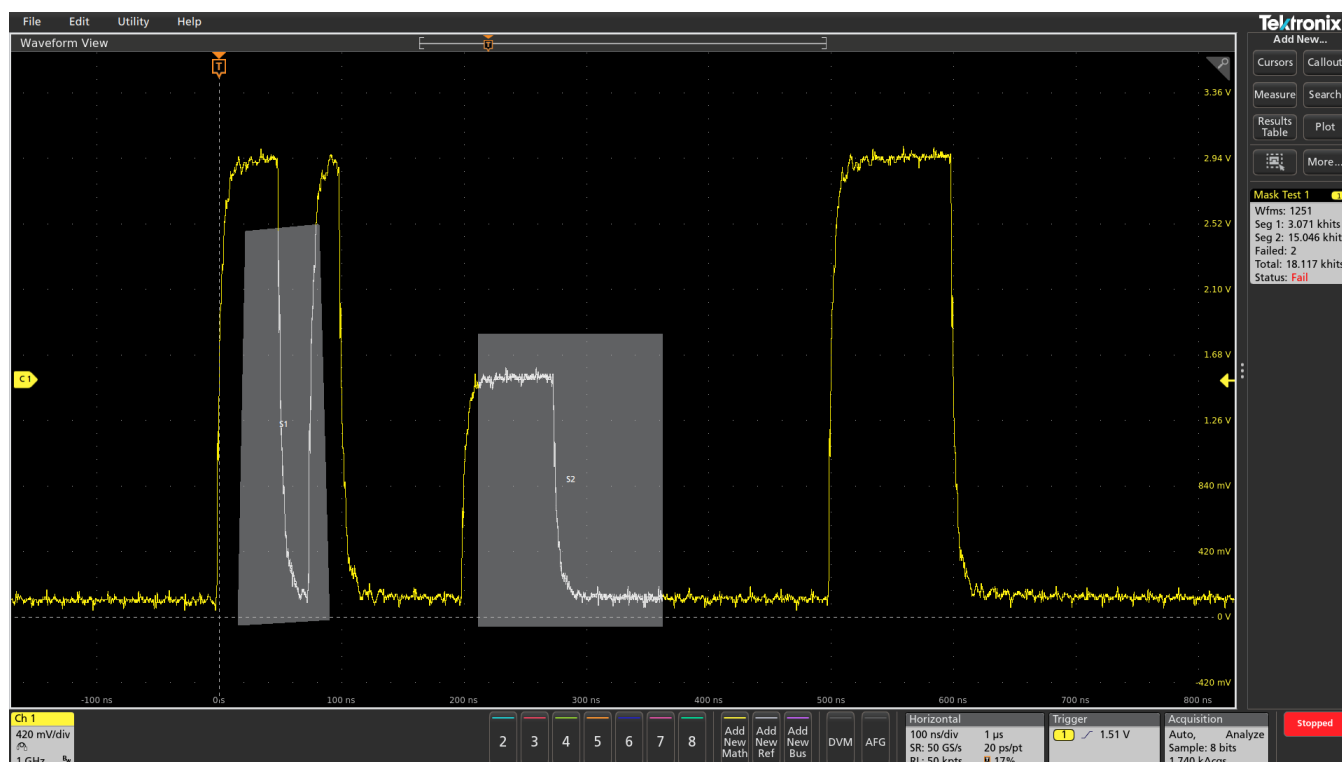 File Edit Utility Help
Tektronix
Waveform View
Add New...
T
T
Cursors Callout
Measure Search
Results Table Plot
More...
Mask Test 1 1
Wfms: 1251
Seg 1: 3.071 khits
Seg 2: 15.046 khit
Failed: 2
Total: 18.117 khits
Status: Fail
3.36 V
2.94 V
2.52 V
2.10 V
1.68 V
C 1
1.26 V
S1
840 mV
S2
420 mV
0 V
-420 mV
-100 ns 0 s 100 ns 200 ns 300 ns 400 ns 500 ns 600 ns 700 ns 800 ns
Ch 1
420 mV/div
1 GHz
2 3 4 5 6 7 8
Add New Math
Add New Ref
Add New Bus
DVM AFG
Horizontal
100 ns/div 1 µs
SR: 50 GS/s 20 ps/pt
RL: 50 kpts 17%
Trigger
1 1.51 V
Acquisition
Auto, Analyze
Sample: 8 bits
1.740 kAcqs
Stopped